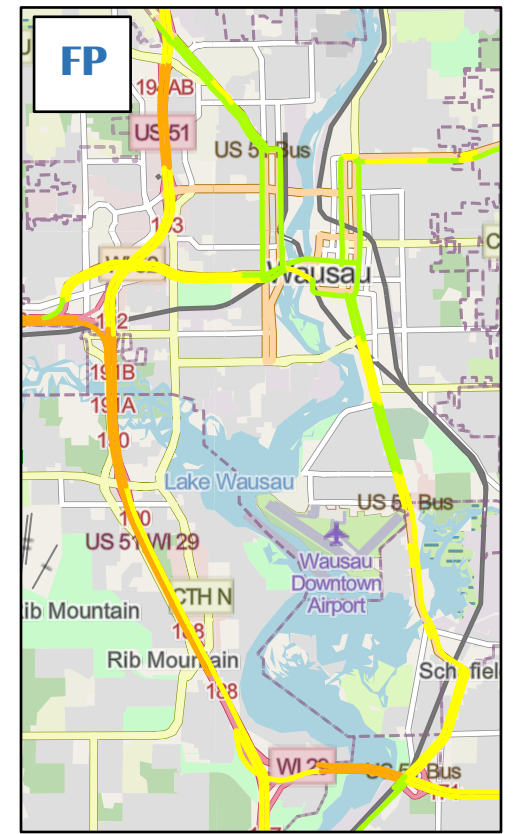 FP
194AB
US 51
US 51 Bus
193
Wausau
192
191B
191A
190
Lake Wausau
190
US 51 WI 29
US 51 Bus
Wausau
Downtown
Airport
CTH N
Rib Mountain
188
Rib Mountain
188
Schofiel
WI 29
US 51 Bus
171